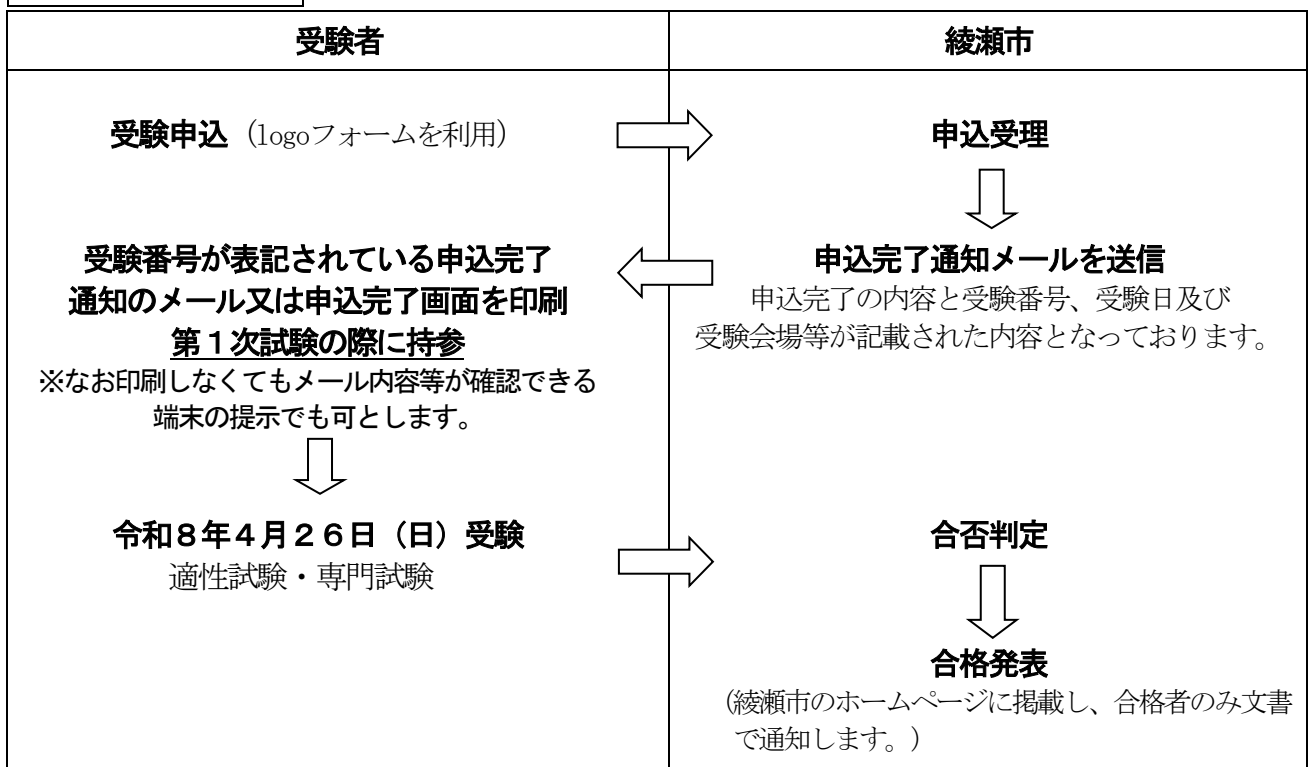 受験者
綾瀬市
受験申込（logoフォームを利用）
申込受理
受験番号が表記されている申込完了
通知のメール又は申込完了画面を印刷
第１次試験の際に持参
※なお印刷しなくてもメール内容等が確認できる
端末の提示でも可とします。
申込完了通知メールを送信
申込完了の内容と受験番号、受験日及び
受験会場等が記載された内容となっております。
令和８年４月２６日（日）受験
適性試験・専門試験
合否判定
合格発表
（綾瀬市のホームページに掲載し、合格者のみ文書
で通知します。）